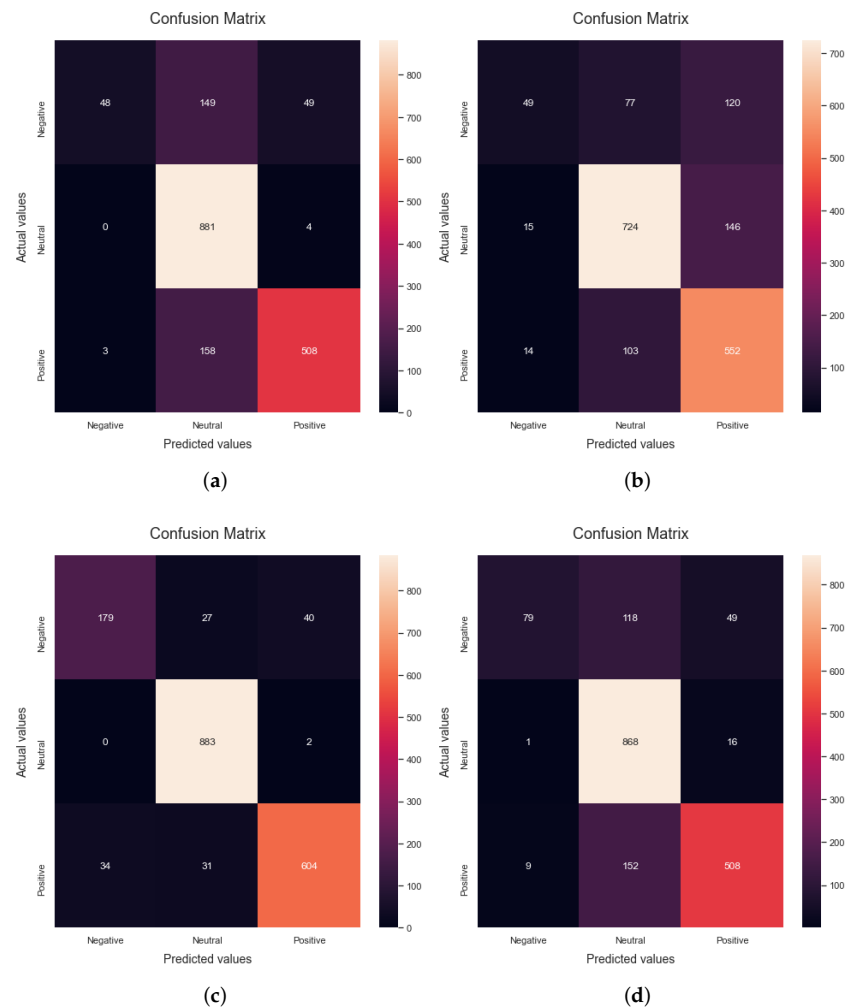 Confusion Matrix
Negative 48 149 49
Neutral 0 881 4
Positive 3 158 508
Actual values
Negative Neutral Positive
Predicted values
800
700
600
500
400
300
200
100
0
(a)
Confusion Matrix
Negative 49 77 120
Neutral 15 724 146
Positive 14 103 552
Actual values
Negative Neutral Positive
Predicted values
700
600
500
400
300
200
100
(b)
Confusion Matrix
Negative 179 27 40
Neutral 0 883 2
Positive 34 31 604
Actual values
Negative Neutral Positive
Predicted values
800
700
600
500
400
300
200
100
0
(c)
Confusion Matrix
Negative 79 118 49
Neutral 1 868 16
Positive 9 152 508
Actual values
Negative Neutral Positive
Predicted values
800
700
600
500
400
300
200
100
(d)